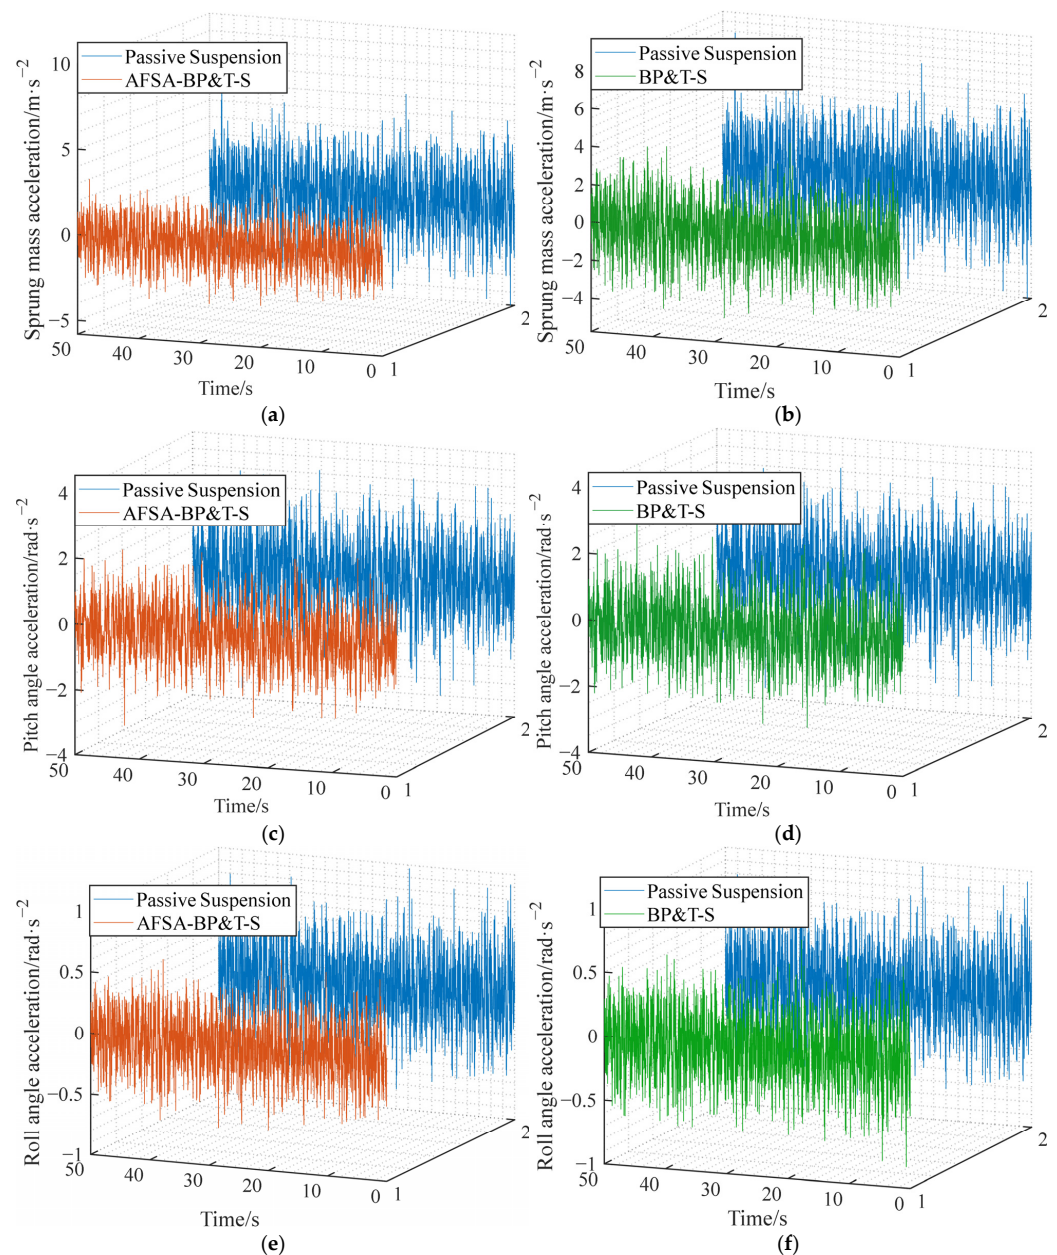 Passive Suspension
AFSA-BP&T-S
Sprung mass acceleration/m·s⁻²
10
5
0
−5
50
40
30
20
10
0
1
2
Time/s
(a)
Passive Suspension
BP&T-S
Sprung mass acceleration/m·s⁻²
8
6
4
2
0
−2
−4
50
40
30
20
10
0
1
2
Time/s
(b)
Passive Suspension
AFSA-BP&T-S
Pitch angle acceleration/rad·s⁻²
4
2
0
−2
−4
50
40
30
20
10
0
1
2
Time/s
(c)
Passive Suspension
BP&T-S
Pitch angle acceleration/rad·s⁻²
4
2
0
−2
−4
50
40
30
20
10
0
1
2
Time/s
(d)
Passive Suspension
AFSA-BP&T-S
Roll angle acceleration/rad·s⁻²
1
0.5
0
−0.5
−1
50
40
30
20
10
0
1
2
Time/s
(e)
Passive Suspension
BP&T-S
Roll angle acceleration/rad·s⁻²
1
0.5
0
−0.5
−1
50
40
30
20
10
0
1
2
Time/s
(f)